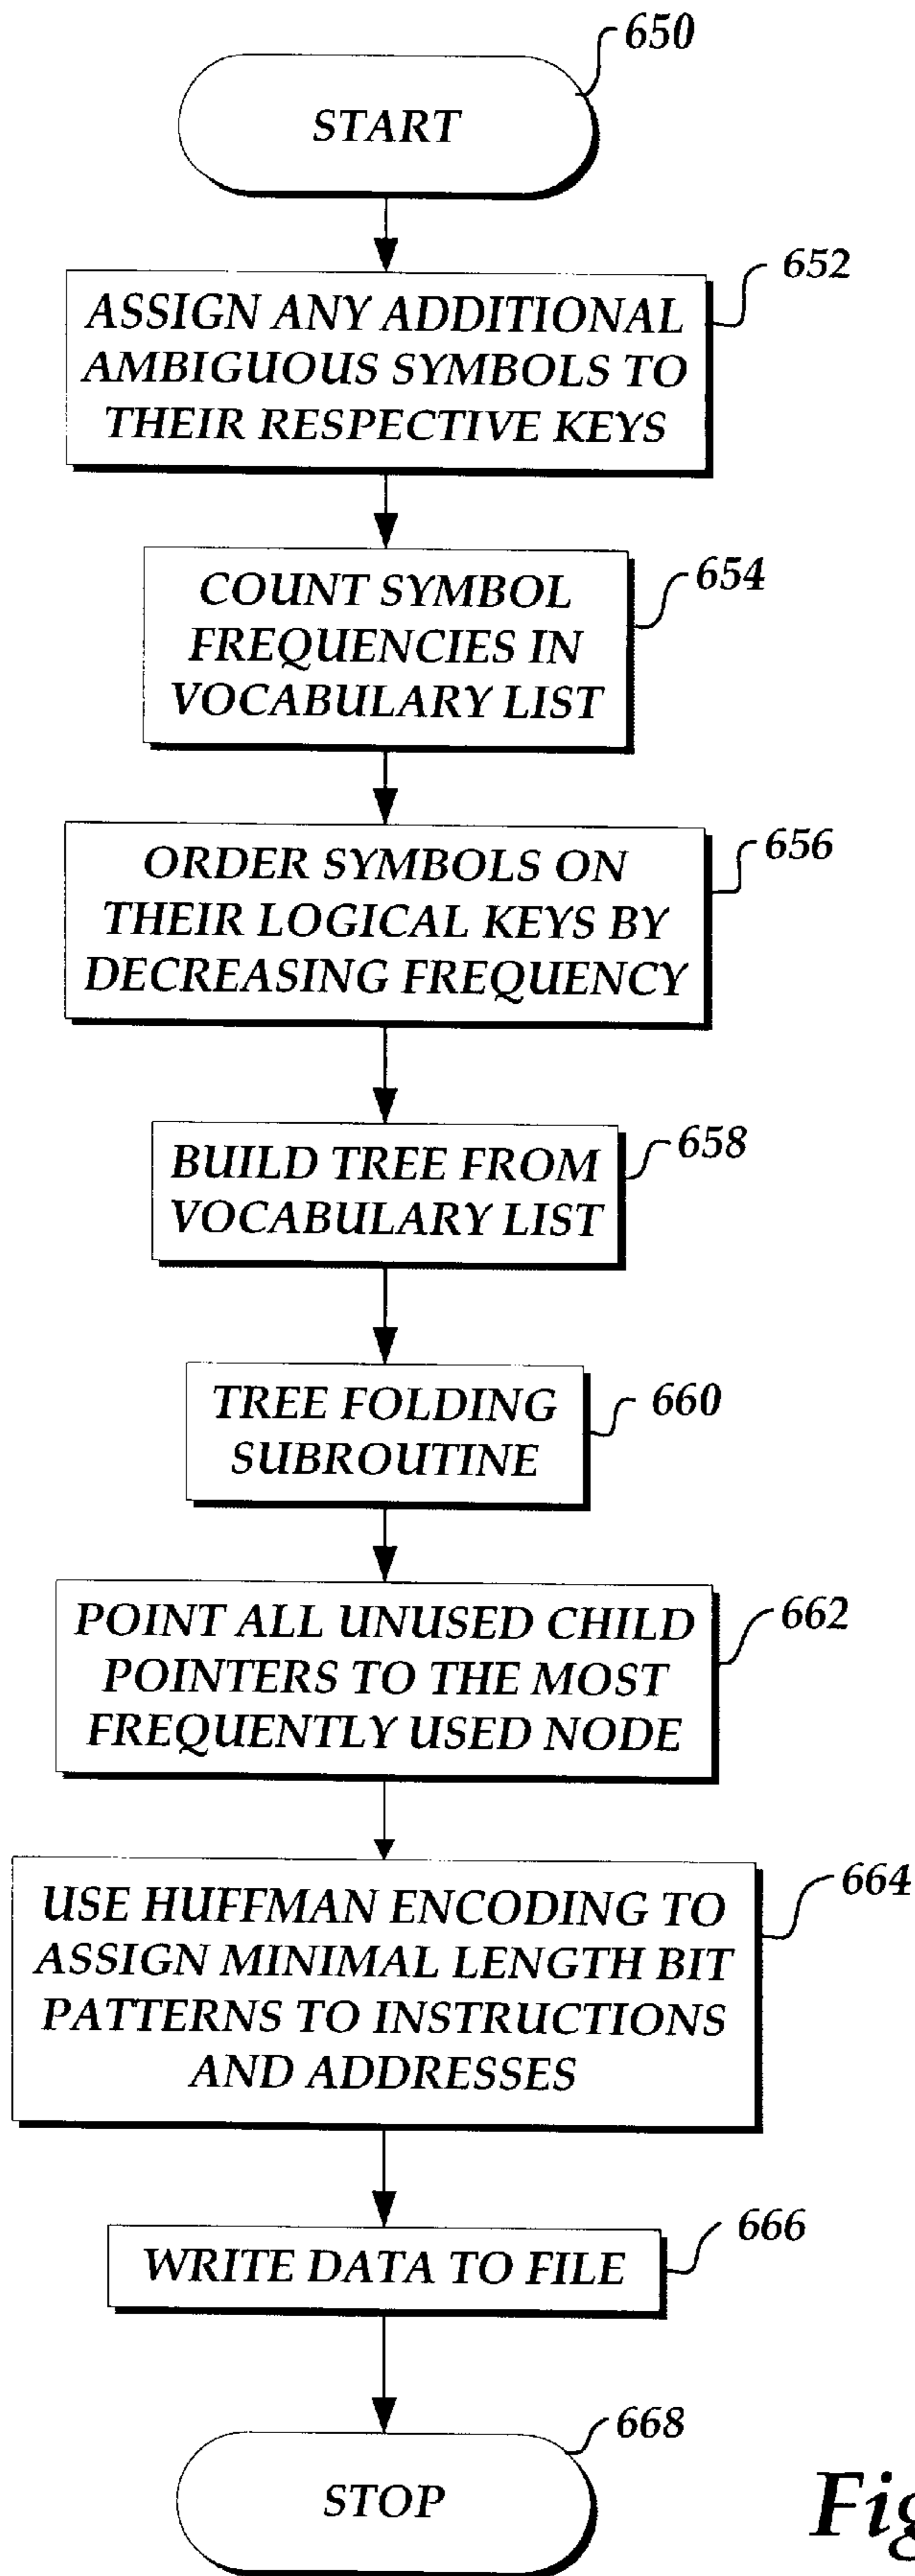 650
START
652
ASSIGN ANY ADDITIONAL
AMBIGUOUS SYMBOLS TO
THEIR RESPECTIVE KEYS
654
COUNT SYMBOL
FREQUENCIES IN
VOCABULARY LIST
656
ORDER SYMBOLS ON
THEIR LOGICAL KEYS BY
DECREASING FREQUENCY
658
BUILD TREE FROM
VOCABULARY LIST
660
TREE FOLDING
SUBROUTINE
662
POINT ALL UNUSED CHILD
POINTERS TO THE MOST
FREQUENTLY USED NODE
664
USE HUFFMAN ENCODING TO
ASSIGN MINIMAL LENGTH BIT
PATTERNS TO INSTRUCTIONS
AND ADDRESSES
666
WRITE DATA TO FILE
668
STOP